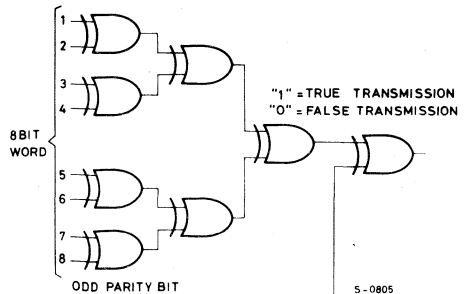 1
2
3
4
8BIT
WORD
5
6
7
8
"1" = TRUE TRANSMISSION
"0" = FALSE TRANSMISSION
ODD PARITY BIT
S-0805